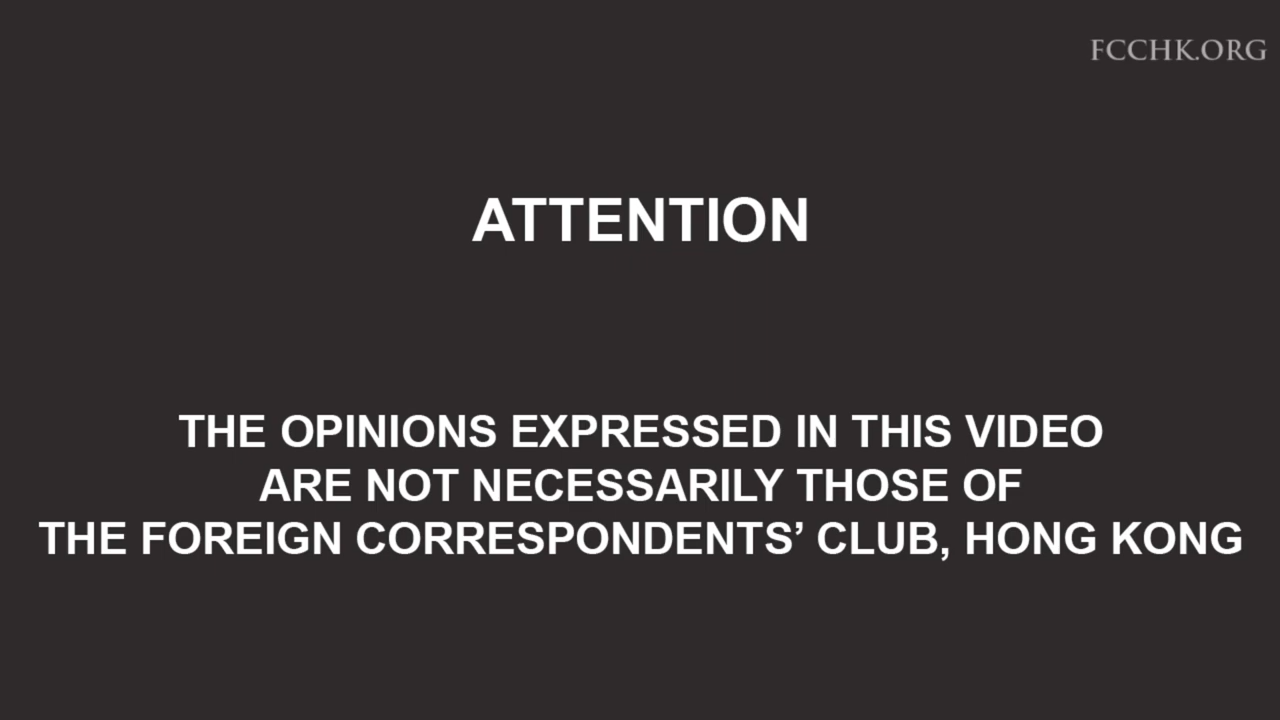 FCCHK.ORG
ATTENTION
THE OPINIONS EXPRESSED IN THIS VIDEO
ARE NOT NECESSARILY THOSE OF
THE FOREIGN CORRESPONDENTS’ CLUB, HONG KONG